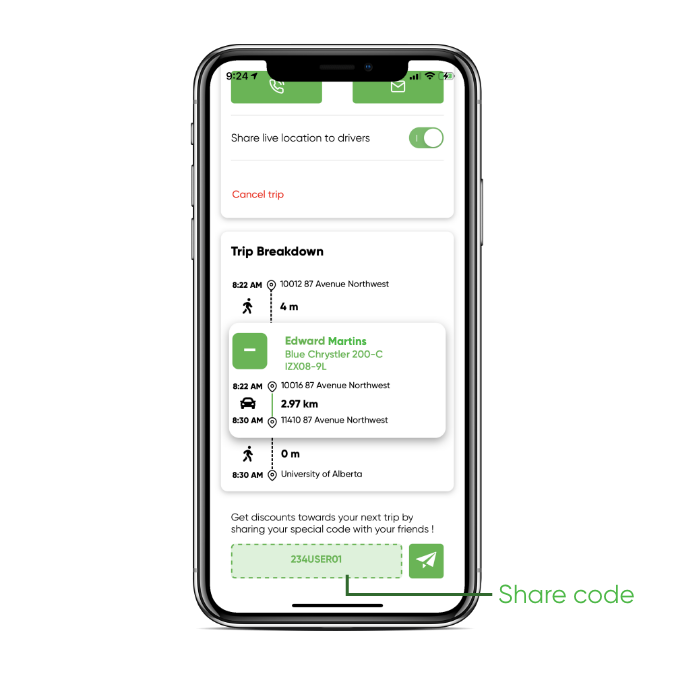 9:24
Share live location to drivers
Cancel trip
Trip Breakdown
8:22 AM 10012 87 Avenue Northwest
4 m
Edward Martins
Blue Chrystler 200-C
IZX08-9L
8:22 AM 10016 87 Avenue Northwest
2.97 km
8:30 AM 11410 87 Avenue Northwest
0 m
8:30 AM University of Alberta
Get discounts towards your next trip by
sharing your special code with your friends !
234USER01
Share code